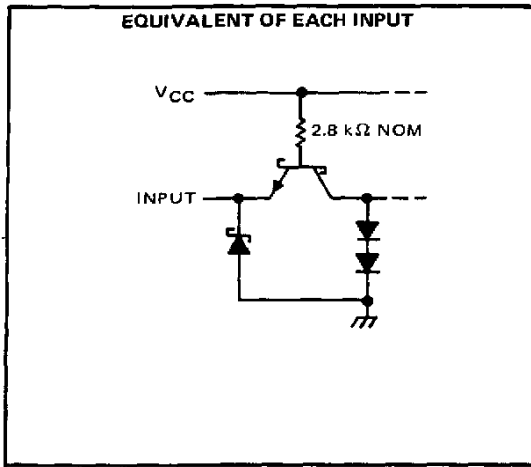 EQUIVALENT OF EACH INPUT
VCC
2.8 kΩ NOM
INPUT